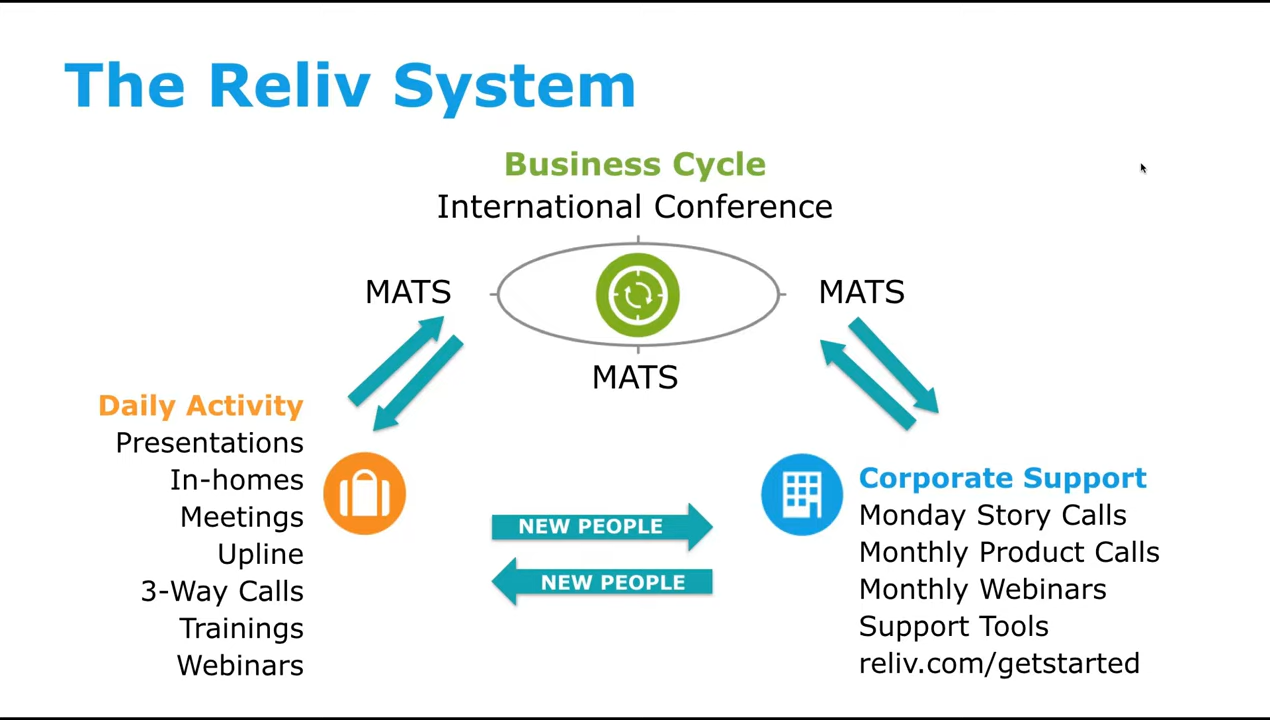 The Reliv System
Business Cycle
International Conference
MATS
MATS
MATS
Daily Activity
Presentations
In-homes
Meetings
Upline
3-Way Calls
Trainings
Webinars
NEW PEOPLE
NEW PEOPLE
Corporate Support
Monday Story Calls
Monthly Product Calls
Monthly Webinars
Support Tools
reliv.com/getstarted